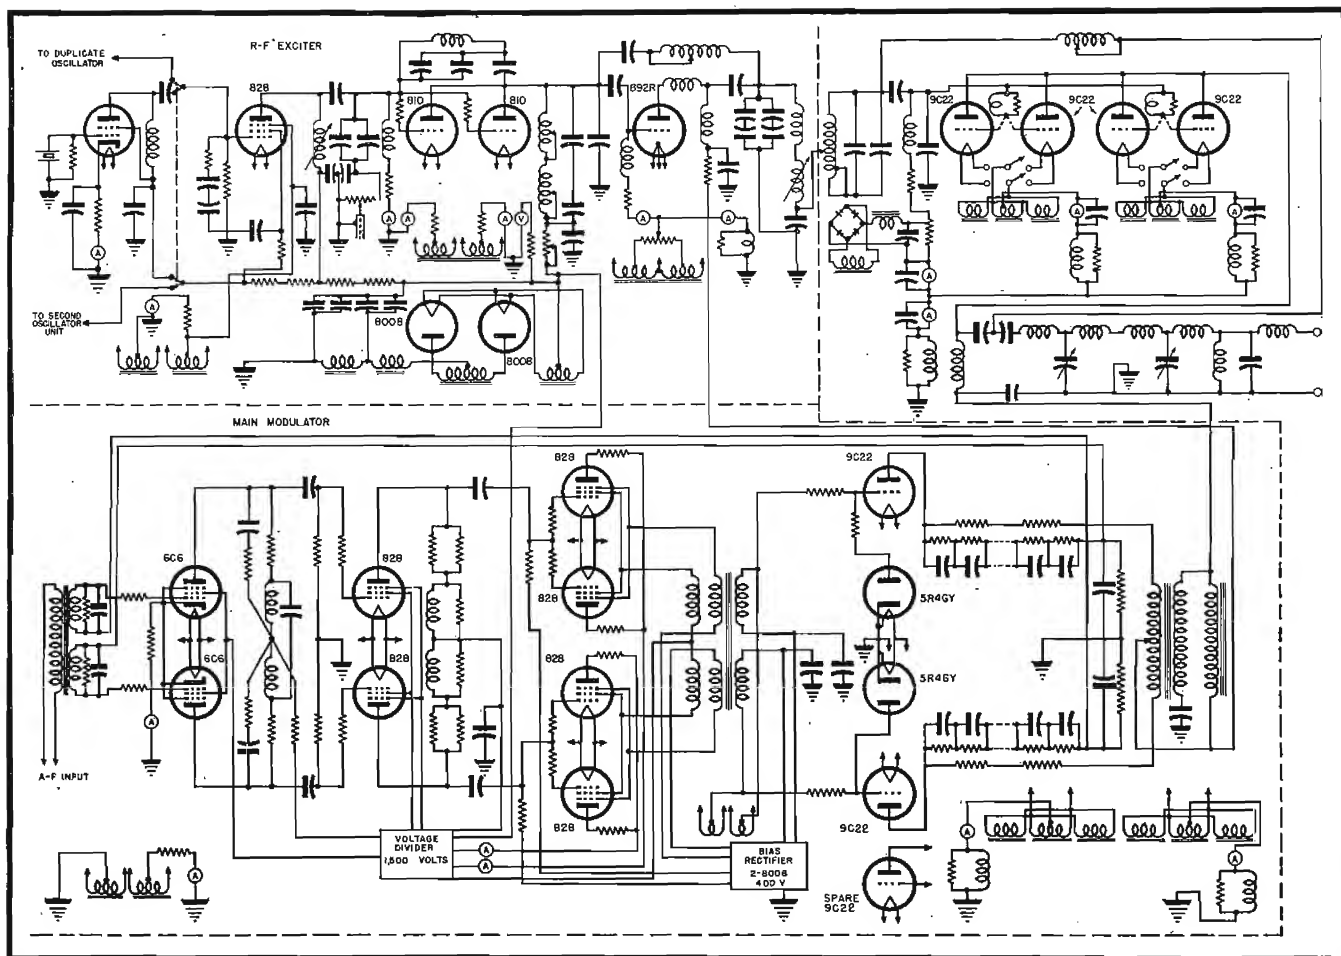 R-F EXCITER
TO DUPLICATE
OSCILLATOR
828
810
810
892R
9C22
9C22
9C22
A
A
A
A
V
A
A
A
A
A
A
A
TO SECOND
OSCILLATOR
UNIT
8008
8008
MAIN MODULATOR
6C6
6C6
828
828
828
828
828
828
9C22
5R4GY
5R4GY
9C22
A
A-F INPUT
VOLTAGE
DIVIDER
1,500 VOLTS
A
A
BIAS
RECTIFIER
2-8008
400 V
SPARE
9C22
A
A
A